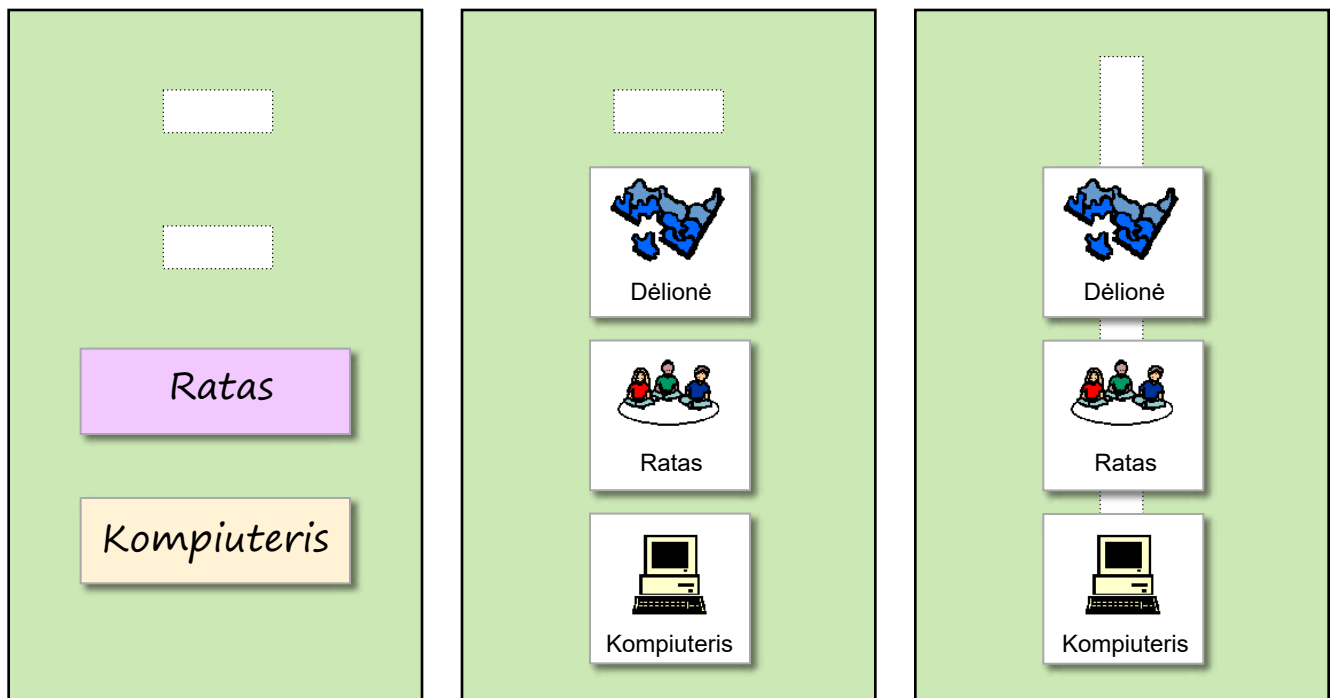 Ratas
Kompiuteris
Dėlionė
Ratas
Kompiuteris
Dėlionė
Ratas
Kompiuteris